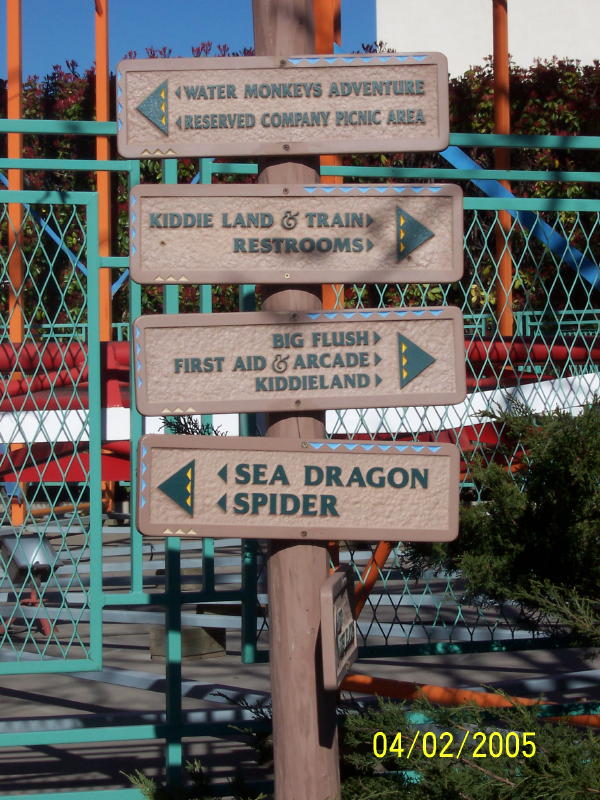 WATER MONKEYS ADVENTURE
RESERVED COMPANY PICNIC AREA
KIDDIE LAND & TRAIN
RESTROOMS
BIG FLUSH
FIRST AID & ARCADE
KIDDIELAND
SEA DRAGON
SPIDER
04/02/2005